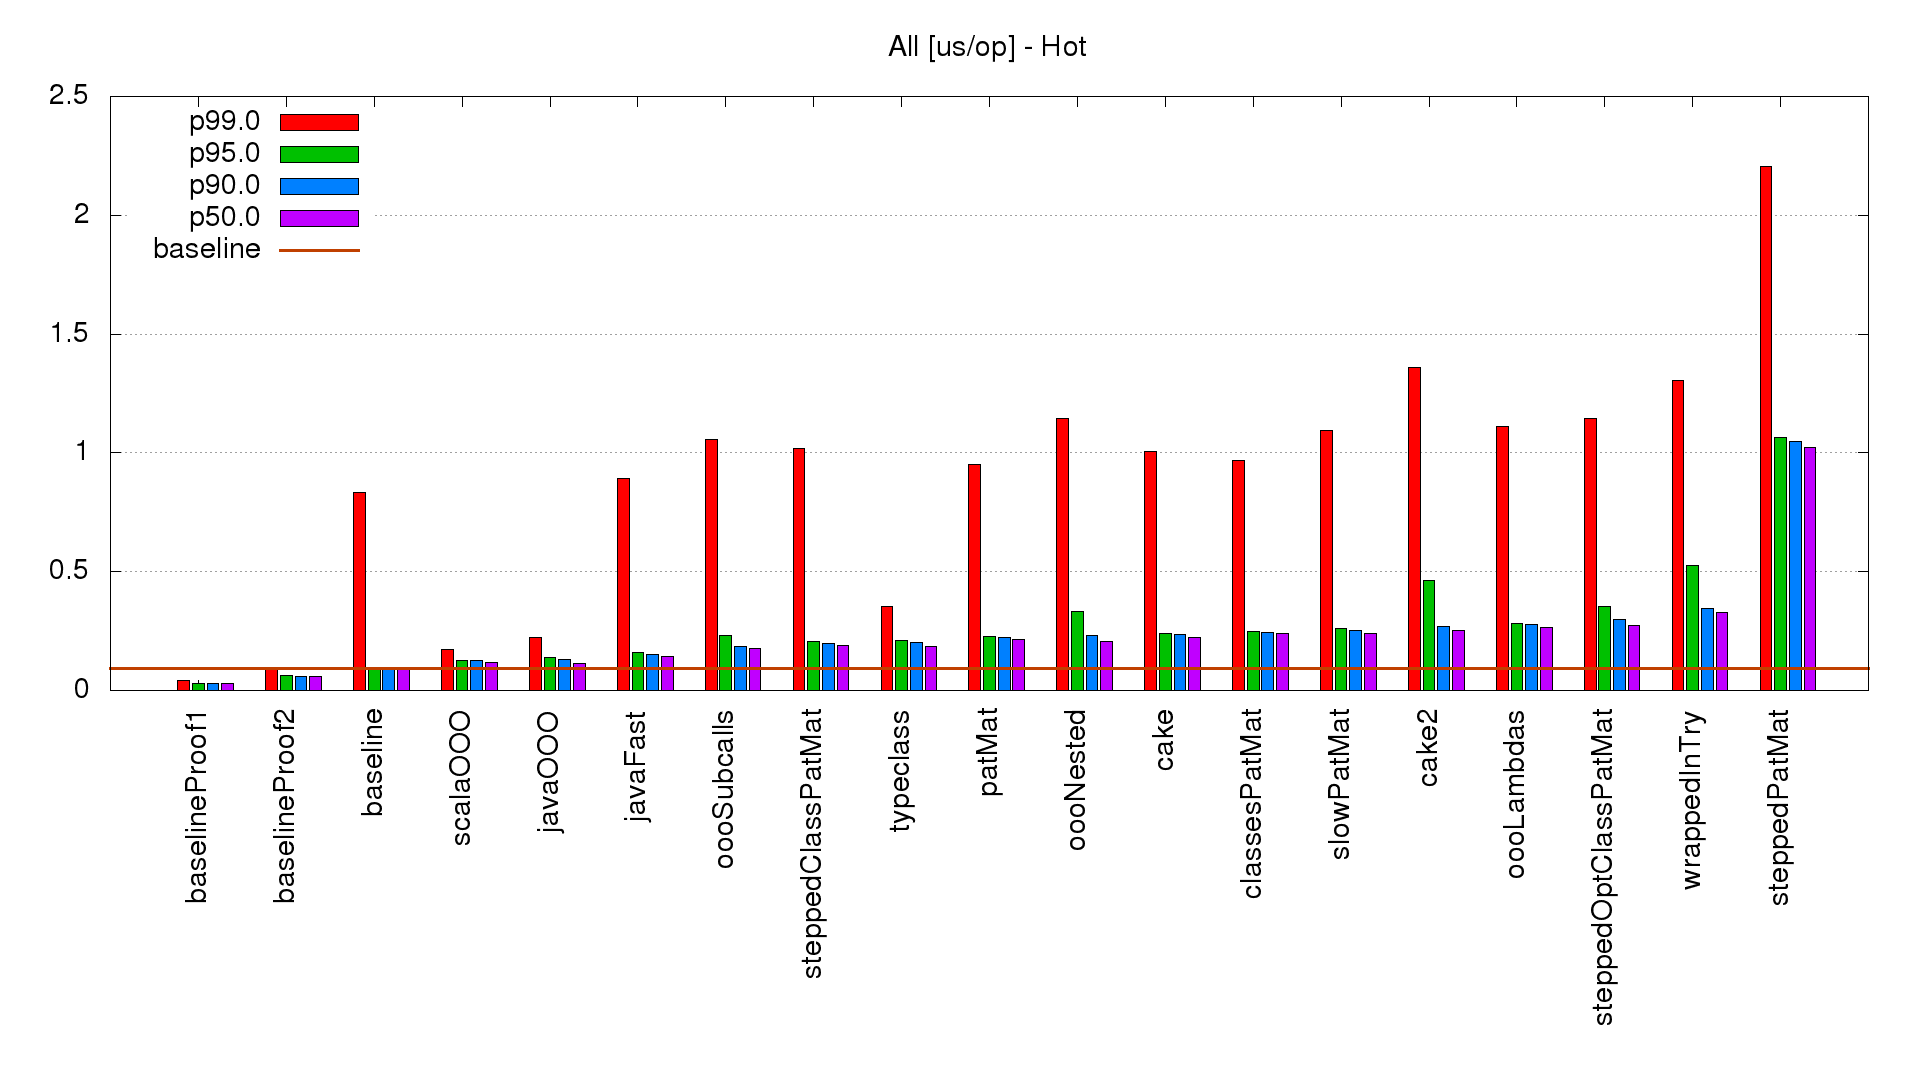 All [us/op] - Hot
2.5
2
1.5
1
0.5
0
p99.0
p95.0
p90.0
p50.0
baseline
baselineProof1
baselineProof2
baseline
scalaOOO
javaOOO
javaFast
oooSubcalls
steppedClassPatMat
typeclass
patMat
oooNested
cake
classesPatMat
slowPatMat
cake2
oooLambdas
steppedOptClassPatMat
wrappedInTry
steppedPatMat